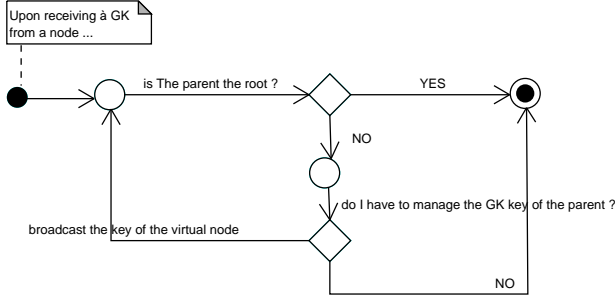 Upon receiving à GK
from a node ...
is The parent the root ?
YES
NO
do I have to manage the GK key of the parent ?
broadcast the key of the virtual node
NO